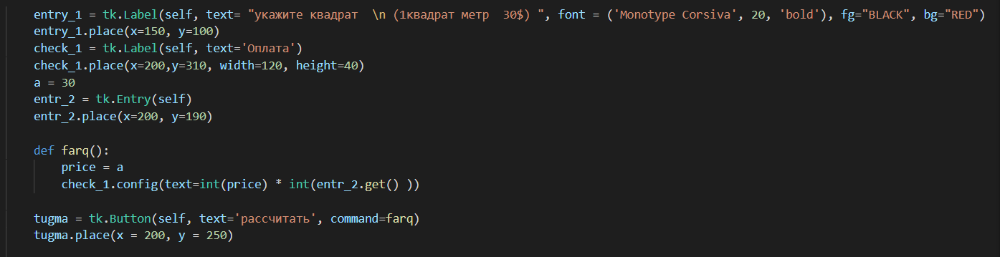 entry_1 = tk.Label(self, text= "укажите квадрат  \n (1квадрат метр  30$) ", font = ('Monotype Corsiva', 20, 'bold'), fg="BLACK", bg="RED")
entry_1.place(x=150, y=100)
check_1 = tk.Label(self, text='Оплата')
check_1.place(x=200,y=310, width=120, height=40)
a = 30
entr_2 = tk.Entry(self)
entr_2.place(x=200, y=190)
def farq():
price = a
check_1.config(text=int(price) * int(entr_2.get() ))
tugma = tk.Button(self, text='рассчитать', command=farq)
tugma.place(x = 200, y = 250)